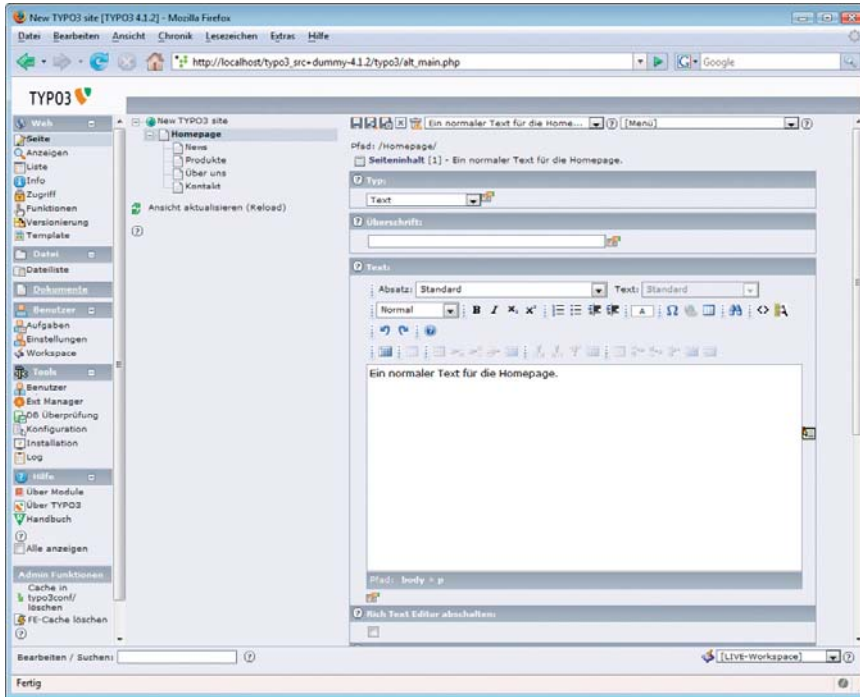 New TYPO3 site [TYPO3 4.1.2] - Mozilla Firefox
Datei Bearbeiten Ansicht Chronik Lesezeichen Extras Hilfe
http://localhost/typo3_src+dummy-4.1.2/typo3/alt_main.php
Google
TYPO3
Web
Seite
Anzeigen
Liste
Info
Zugriff
Funktionen
Versionierung
Template
Datei
Dateiliste
Dokumente
Benutzer
Aufgaben
Einstellungen
Workspace
Tools
Benutzer
Ext Manager
DB Überprüfung
Konfiguration
Installation
Log
Hilfe
Über Module
Über TYPO3
Handbuch
Alle anzeigen
Admin Funktionen
Cache in
typo3conf/
löschen
FE-Cache löschen
New TYPO3 site
Homepage
News
Produkte
Über uns
Kontakt
Ansicht aktualisieren (Reload)
Ein normaler Text für die Home... [Menü]
Pfad: /Homepage/
Seiteninhalt [1] - Ein normaler Text für die Homepage.
Typ:
Text
Überschrift:
Text:
Absatz: Standard Text: Standard
Normal
Ein normaler Text für die Homepage.
Pfad: body » p
Rich Text Editor abschalten:
Bearbeiten / Suchen: [LIVE-Workspace]
Fertig